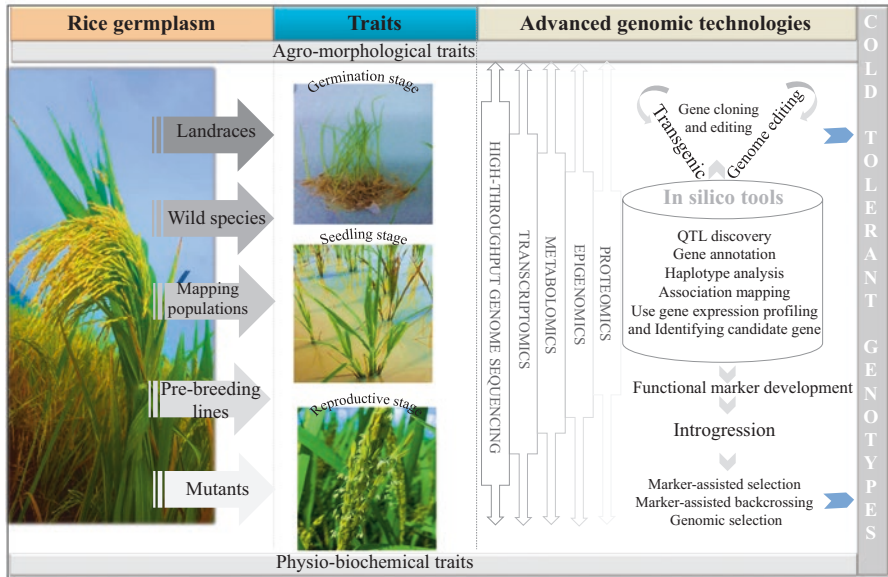 Rice germplasm
Traits
Advanced genomic technologies
Agro-morphological traits
Landraces
Wild species
Mapping
populations
Pre-breeding
lines
Mutants
Germination stage
Seedling stage
Reproductive stage
Physio-biochemical traits
HIGH-THROUGHPUT GENOME SEQUENCING
TRANSCRIPTOMICS
METABOLOMICS
EPIGENOMICS
PROTEOMICS
Transgenic
Gene cloning
and editing
Genome editing
In silico tools
QTL discovery
Gene annotation
Haplotype analysis
Association mapping
Use gene expression profiling
and Identifying candidate gene
Functional marker development
Introgression
Marker-assisted selection
Marker-assisted backcrossing
Genomic selection
COLD TOLERANT GENOTYPES